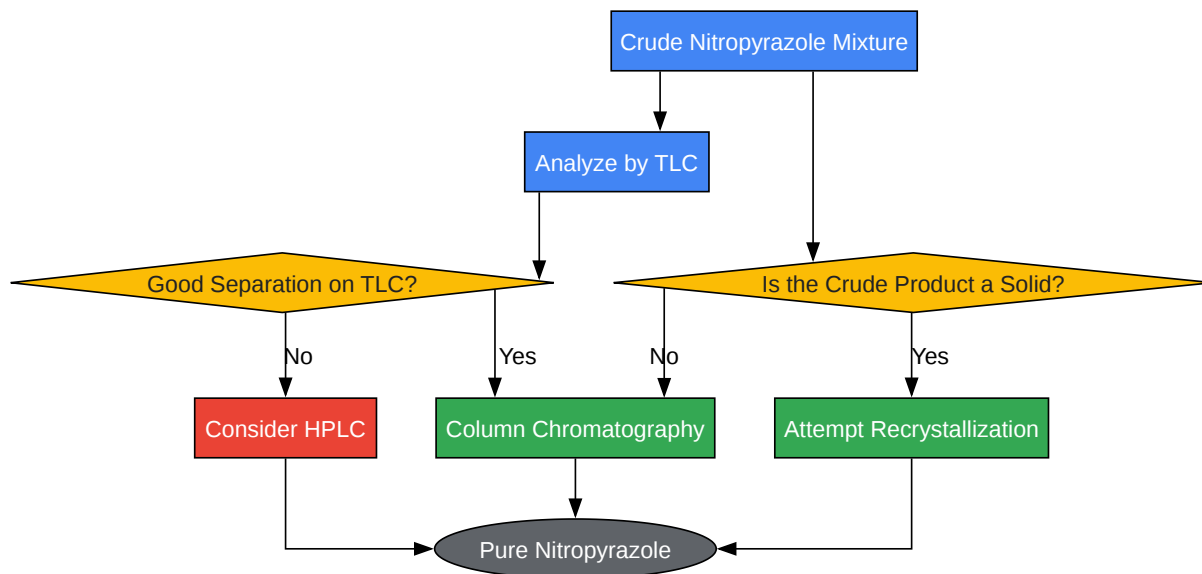 Crude Nitropyrazole Mixture
Analyze by TLC
Good Separation on TLC?
Is the Crude Product a Solid?
No
Yes
No
Yes
Consider HPLC
Column Chromatography
Attempt Recrystallization
Pure Nitropyrazole